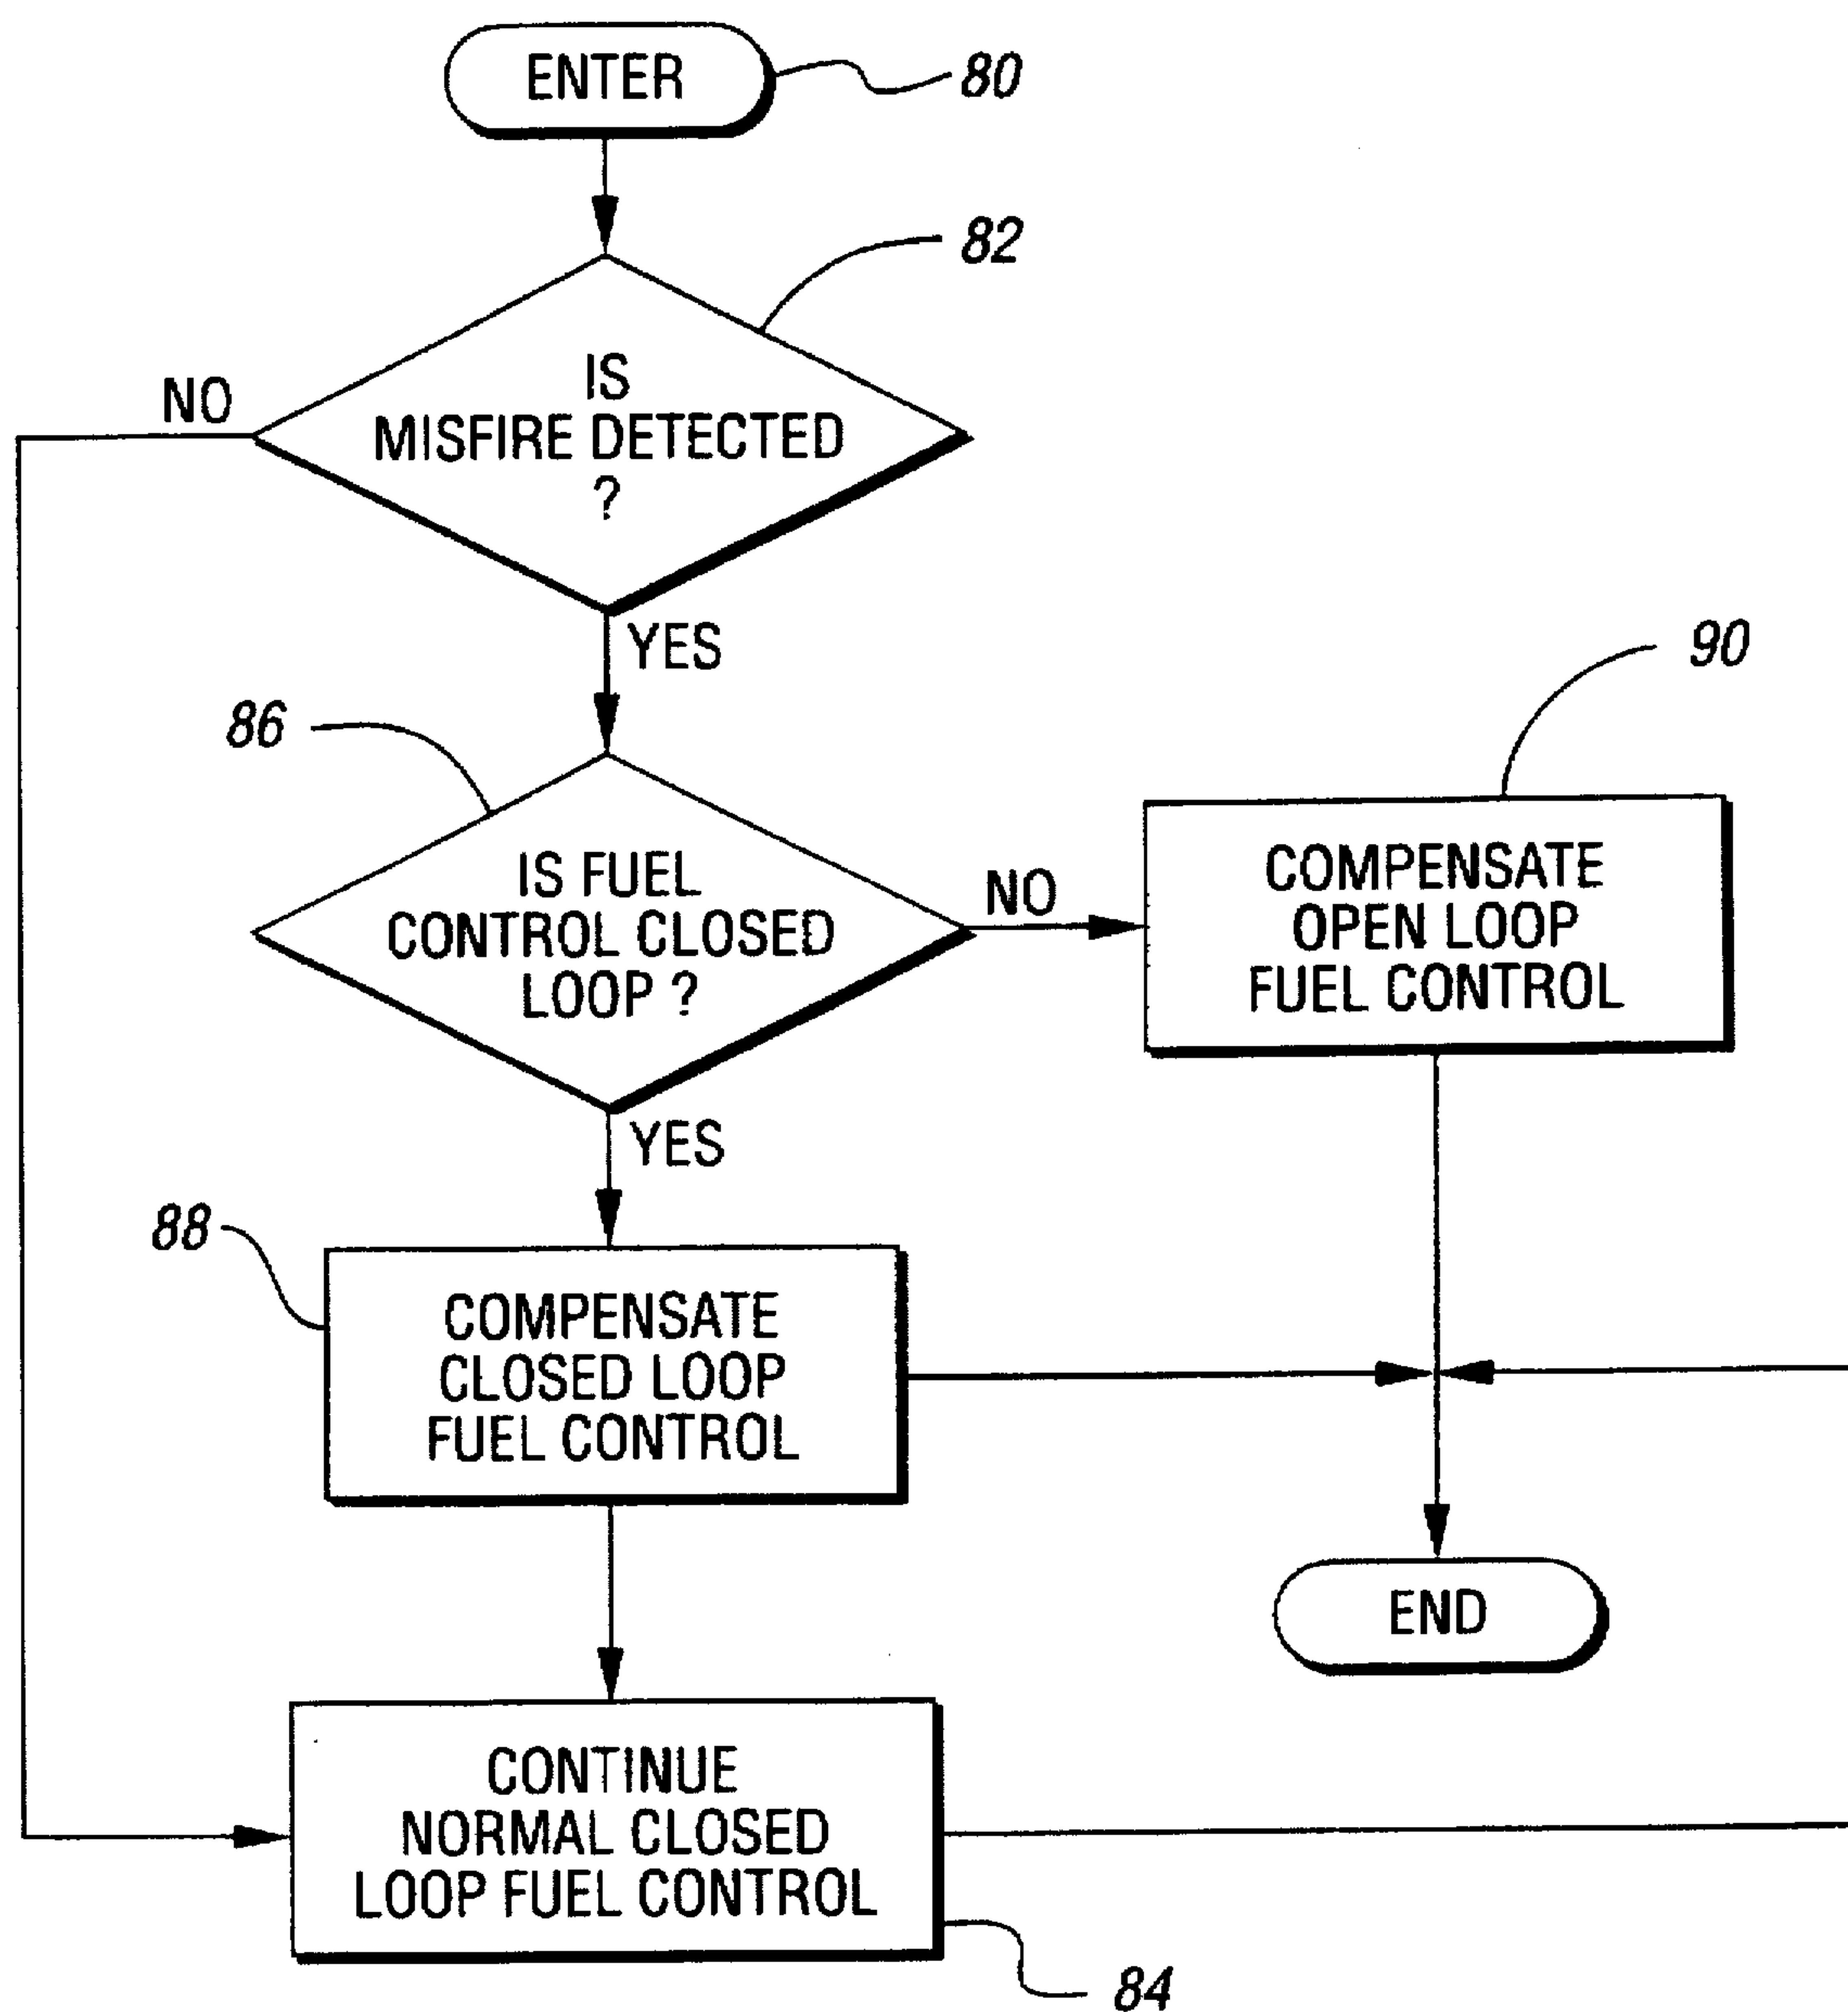 ENTER
80
82
IS
MISFIRE DETECTED
?
NO
YES
86
IS FUEL
CONTROL CLOSED
LOOP ?
NO
90
COMPENSATE
OPEN LOOP
FUEL CONTROL
YES
88
COMPENSATE
CLOSED LOOP
FUEL CONTROL
END
CONTINUE
NORMAL CLOSED
LOOP FUEL CONTROL
84